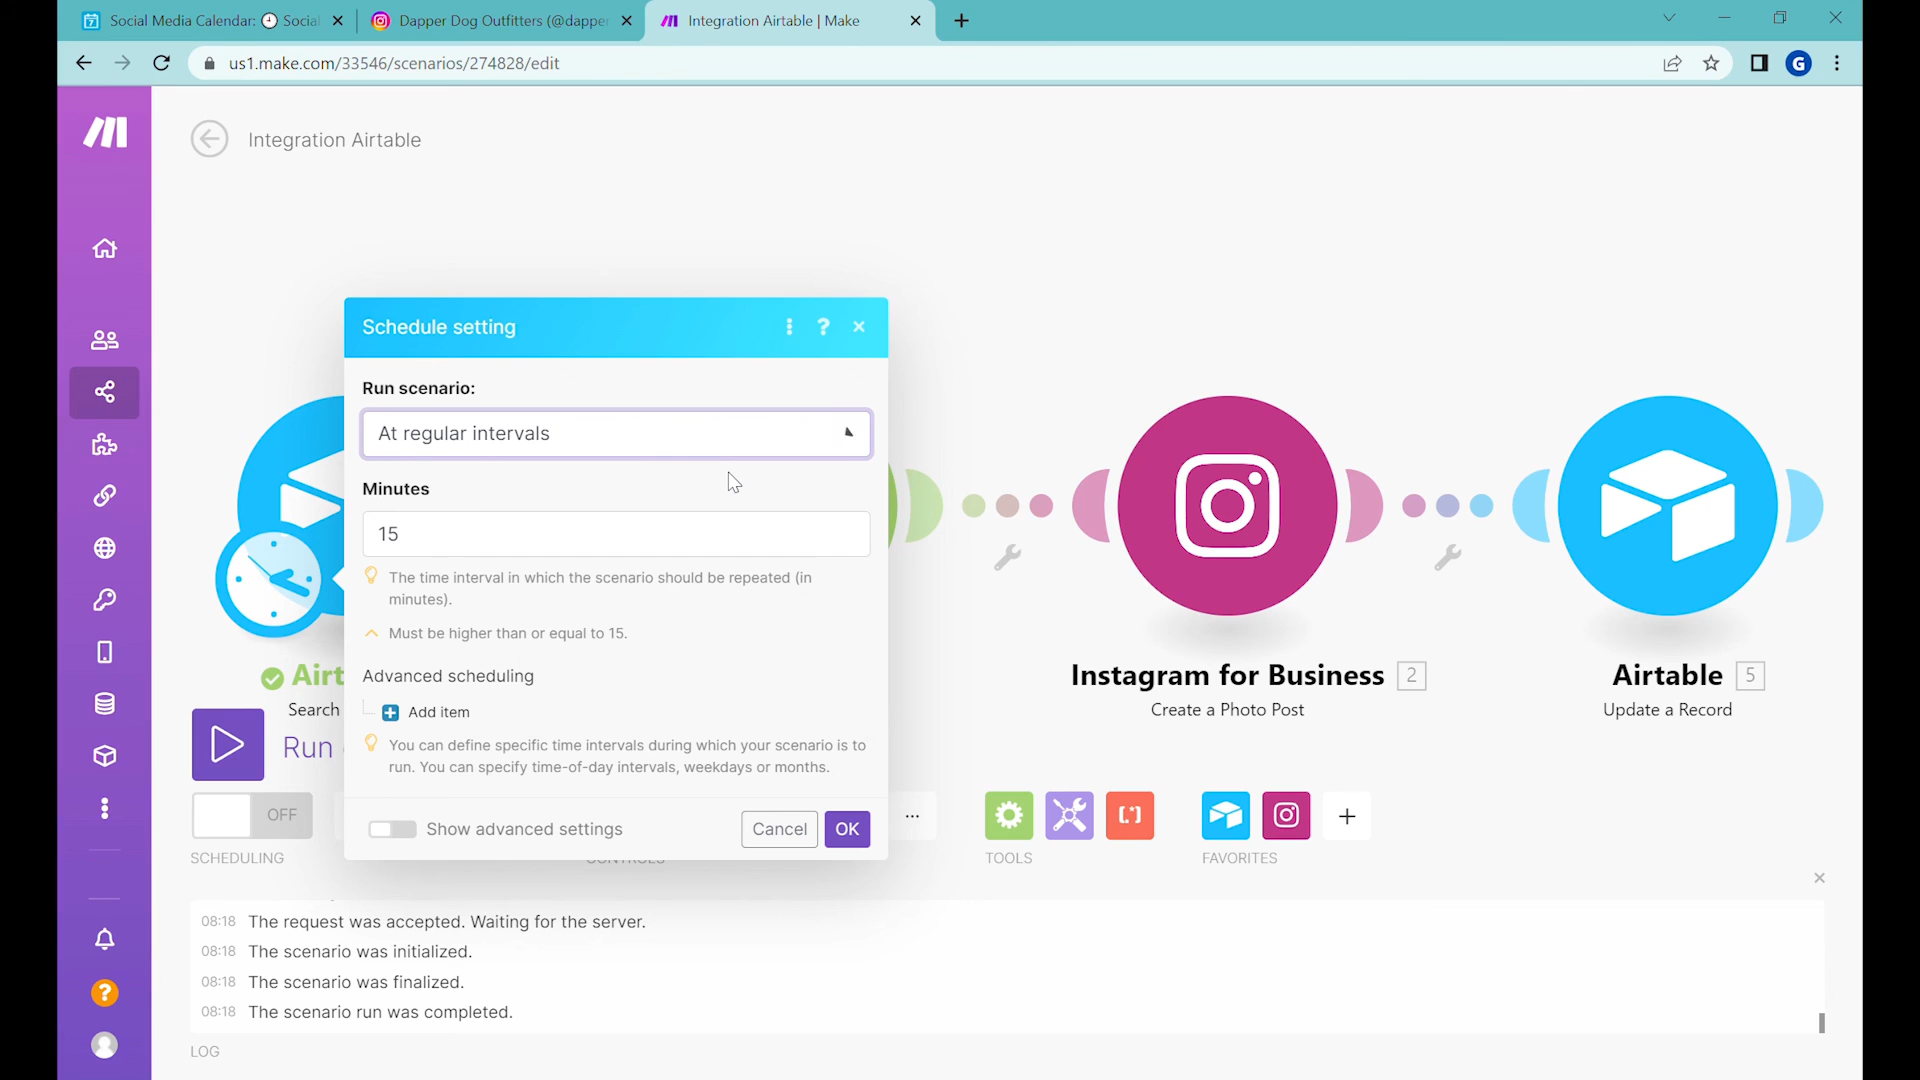 Social Media Calendar: Social
Dapper Dog Outfitters (@dapper
Integration Airtable | Make
us1.make.com/33546/scenarios/274828/edit
G
Integration Airtable
Schedule setting
Run scenario:
At regular intervals
Minutes
15
The time interval in which the scenario should be repeated (in
minutes).
Must be higher than or equal to 15.
Advanced scheduling
Add item
You can define specific time intervals during which your scenario is to
run. You can specify time-of-day intervals, weekdays or months.
Show advanced settings
Cancel
OK
Airt
Search
Run
OFF
SCHEDULING
Instagram for Business 2
Create a Photo Post
Airtable 5
Update a Record
TOOLS
FAVORITES
08:18 The request was accepted. Waiting for the server.
08:18 The scenario was initialized.
08:18 The scenario was finalized.
08:18 The scenario run was completed.
LOG